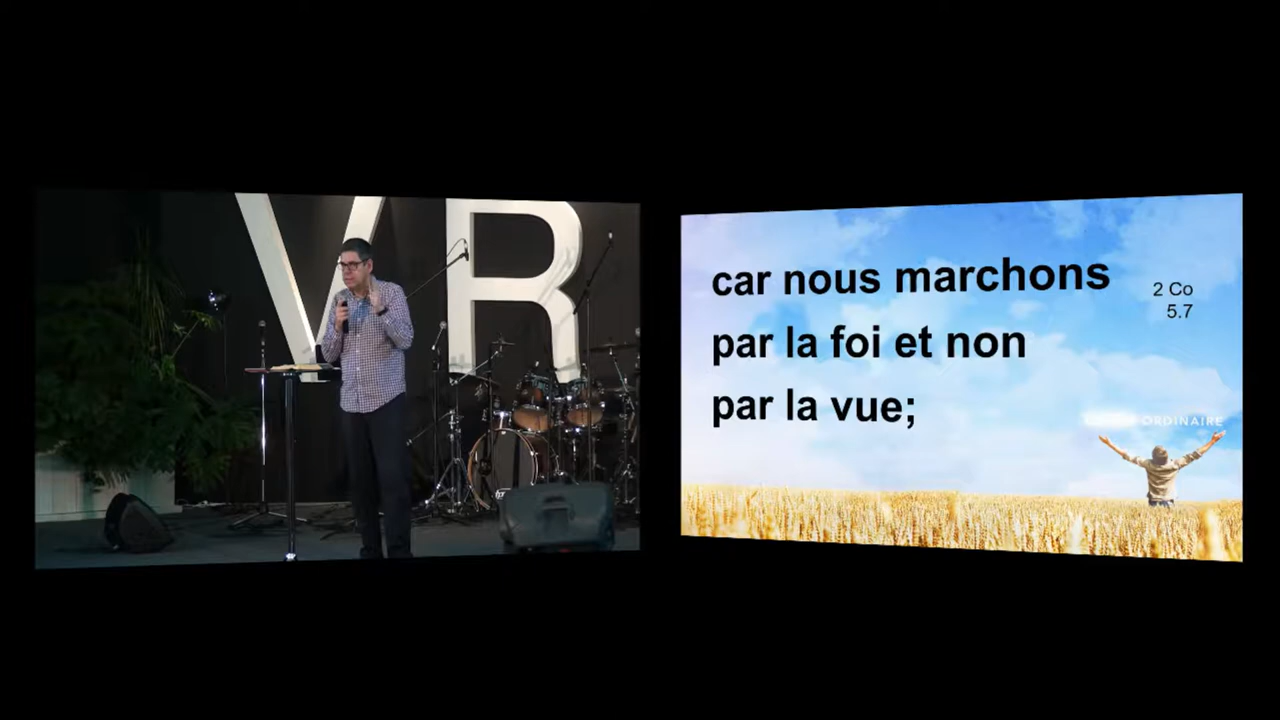 VR
car nous marchons
par la foi et non
par la vue;
2 Co
5.7
ORDINAIRE